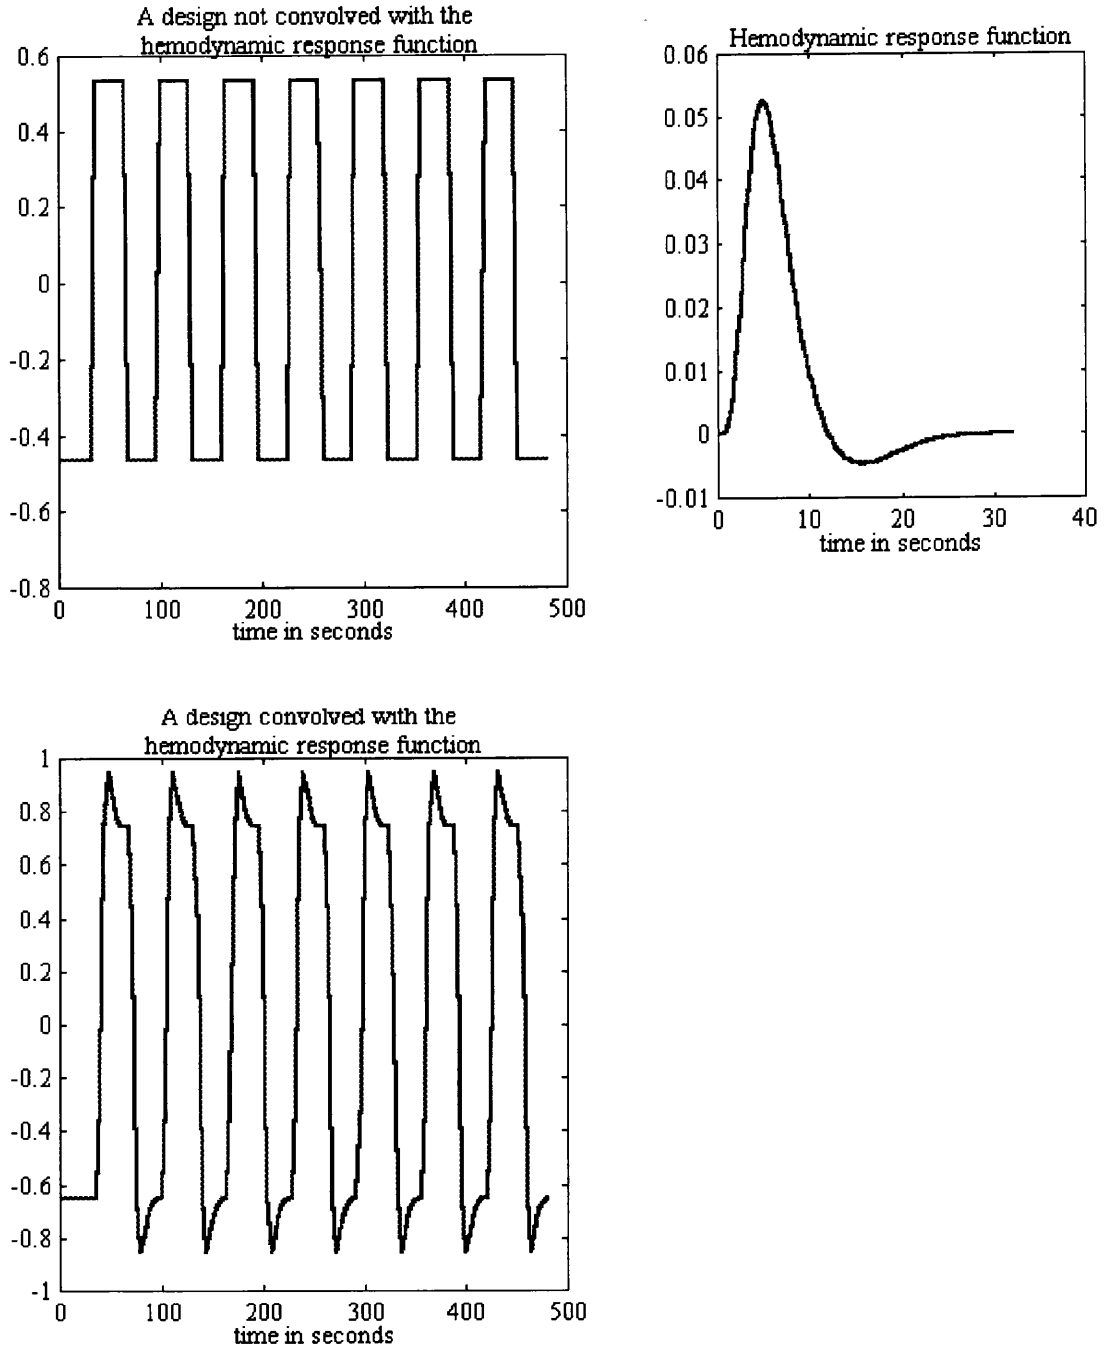 A design not convolved with the
hemodynamic response function
0.6
0.4
0.2
0
-0.2
-0.4
-0.6
-0.8
0 100 200 300 400 500
time in seconds
Hemodynamic response function
0.06
0.05
0.04
0.03
0.02
0.01
0
-0.01
0 10 20 30 40
time in seconds
A design convolved with the
hemodynamic response function
1
0.8
0.6
0.4
0.2
0
-0.2
-0.4
-0.6
-0.8
-1
0 100 200 300 400 500
time in seconds